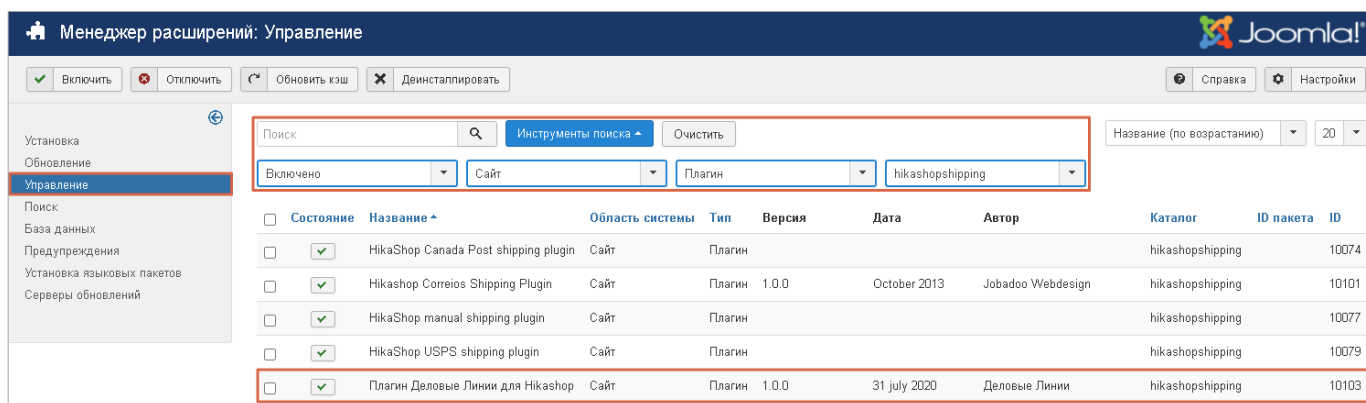 Менеджер расширений: Управление
Joomla!®
Включить Отключить Обновить кэш Деинсталлировать Справка Настройки
Установка
Обновление
Управление
Поиск
База данных
Предупреждения
Установка языковых пакетов
Серверы обновлений
Поиск Инструменты поиска Очистить Название (по возрастанию) 20
Включено Сайт Плагин hikashopshipping
Состояние Название Область системы Тип Версия Дата Автор Каталог ID пакета ID
HikaShop Canada Post shipping plugin Сайт Плагин hikashopshipping 10074
Hikashop Correios Shipping Plugin Сайт Плагин 1.0.0 October 2013 Jobadoo Webdesign hikashopshipping 10101
HikaShop manual shipping plugin Сайт Плагин hikashopshipping 10077
HikaShop USPS shipping plugin Сайт Плагин hikashopshipping 10079
Плагин Деловые Линии для Hikashop Сайт Плагин 1.0.0 31 july 2020 Деловые Линии hikashopshipping 10103